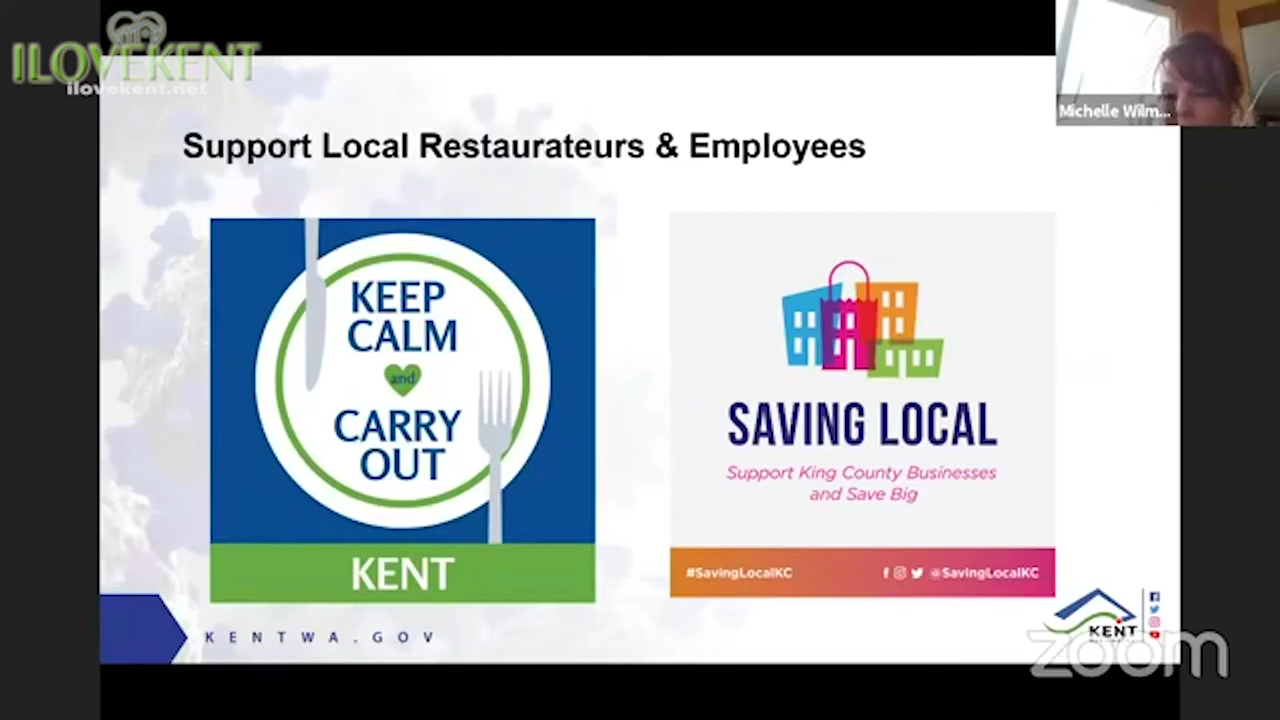 ILOVEKENT
ilovekent.net
Michelle Wilm...
Support Local Restaurateurs & Employees
KEEP
CALM
and
CARRY
OUT
KENT
SAVING LOCAL
Support King County Businesses
and Save Big
#SavingLocalKC
@SavingLocalKC
KENTWA.GOV
KENT
zoom